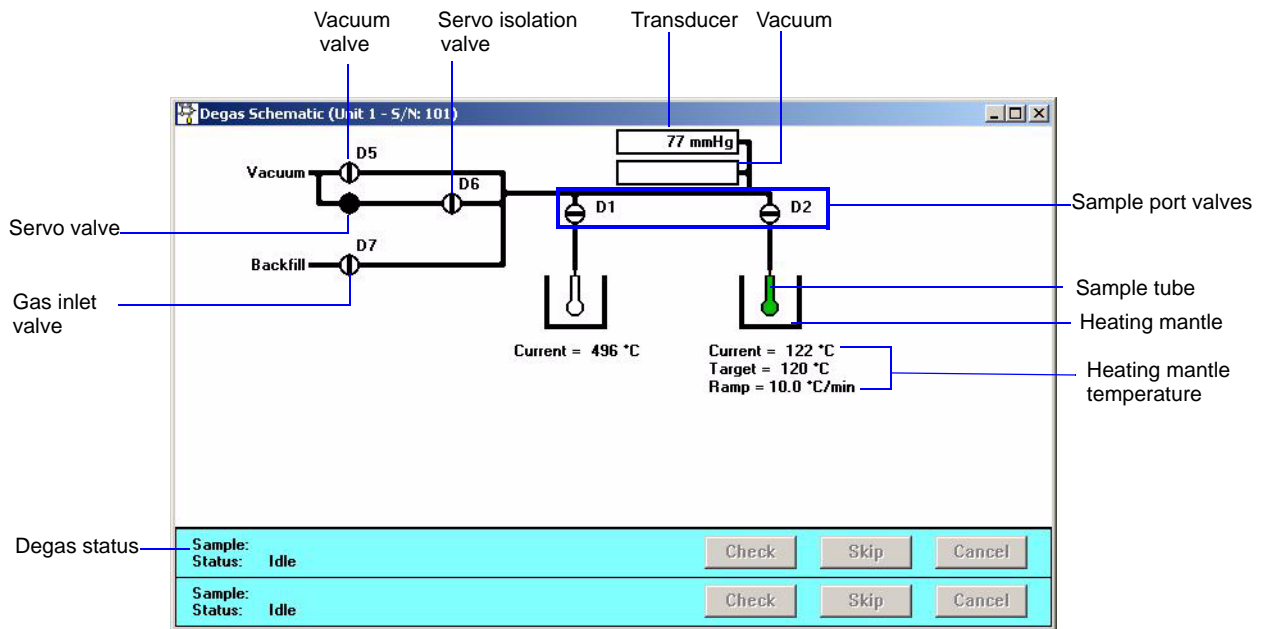 Vacuum valve
Servo isolation valve
Transducer
Vacuum
Degas Schematic (Unit 1 - S/N: 101)
77 mmHg
D5
Vacuum
D6
D1
D2
Sample port valves
Servo valve
D7
Backfill
Gas inlet valve
Sample tube
Heating mantle
Current = 496 °C
Current = 122 °C
Target = 120 °C
Ramp = 10.0 °C/min
Heating mantle temperature
Degas status
Sample:
Status: Idle
Check
Skip
Cancel
Sample:
Status: Idle
Check
Skip
Cancel